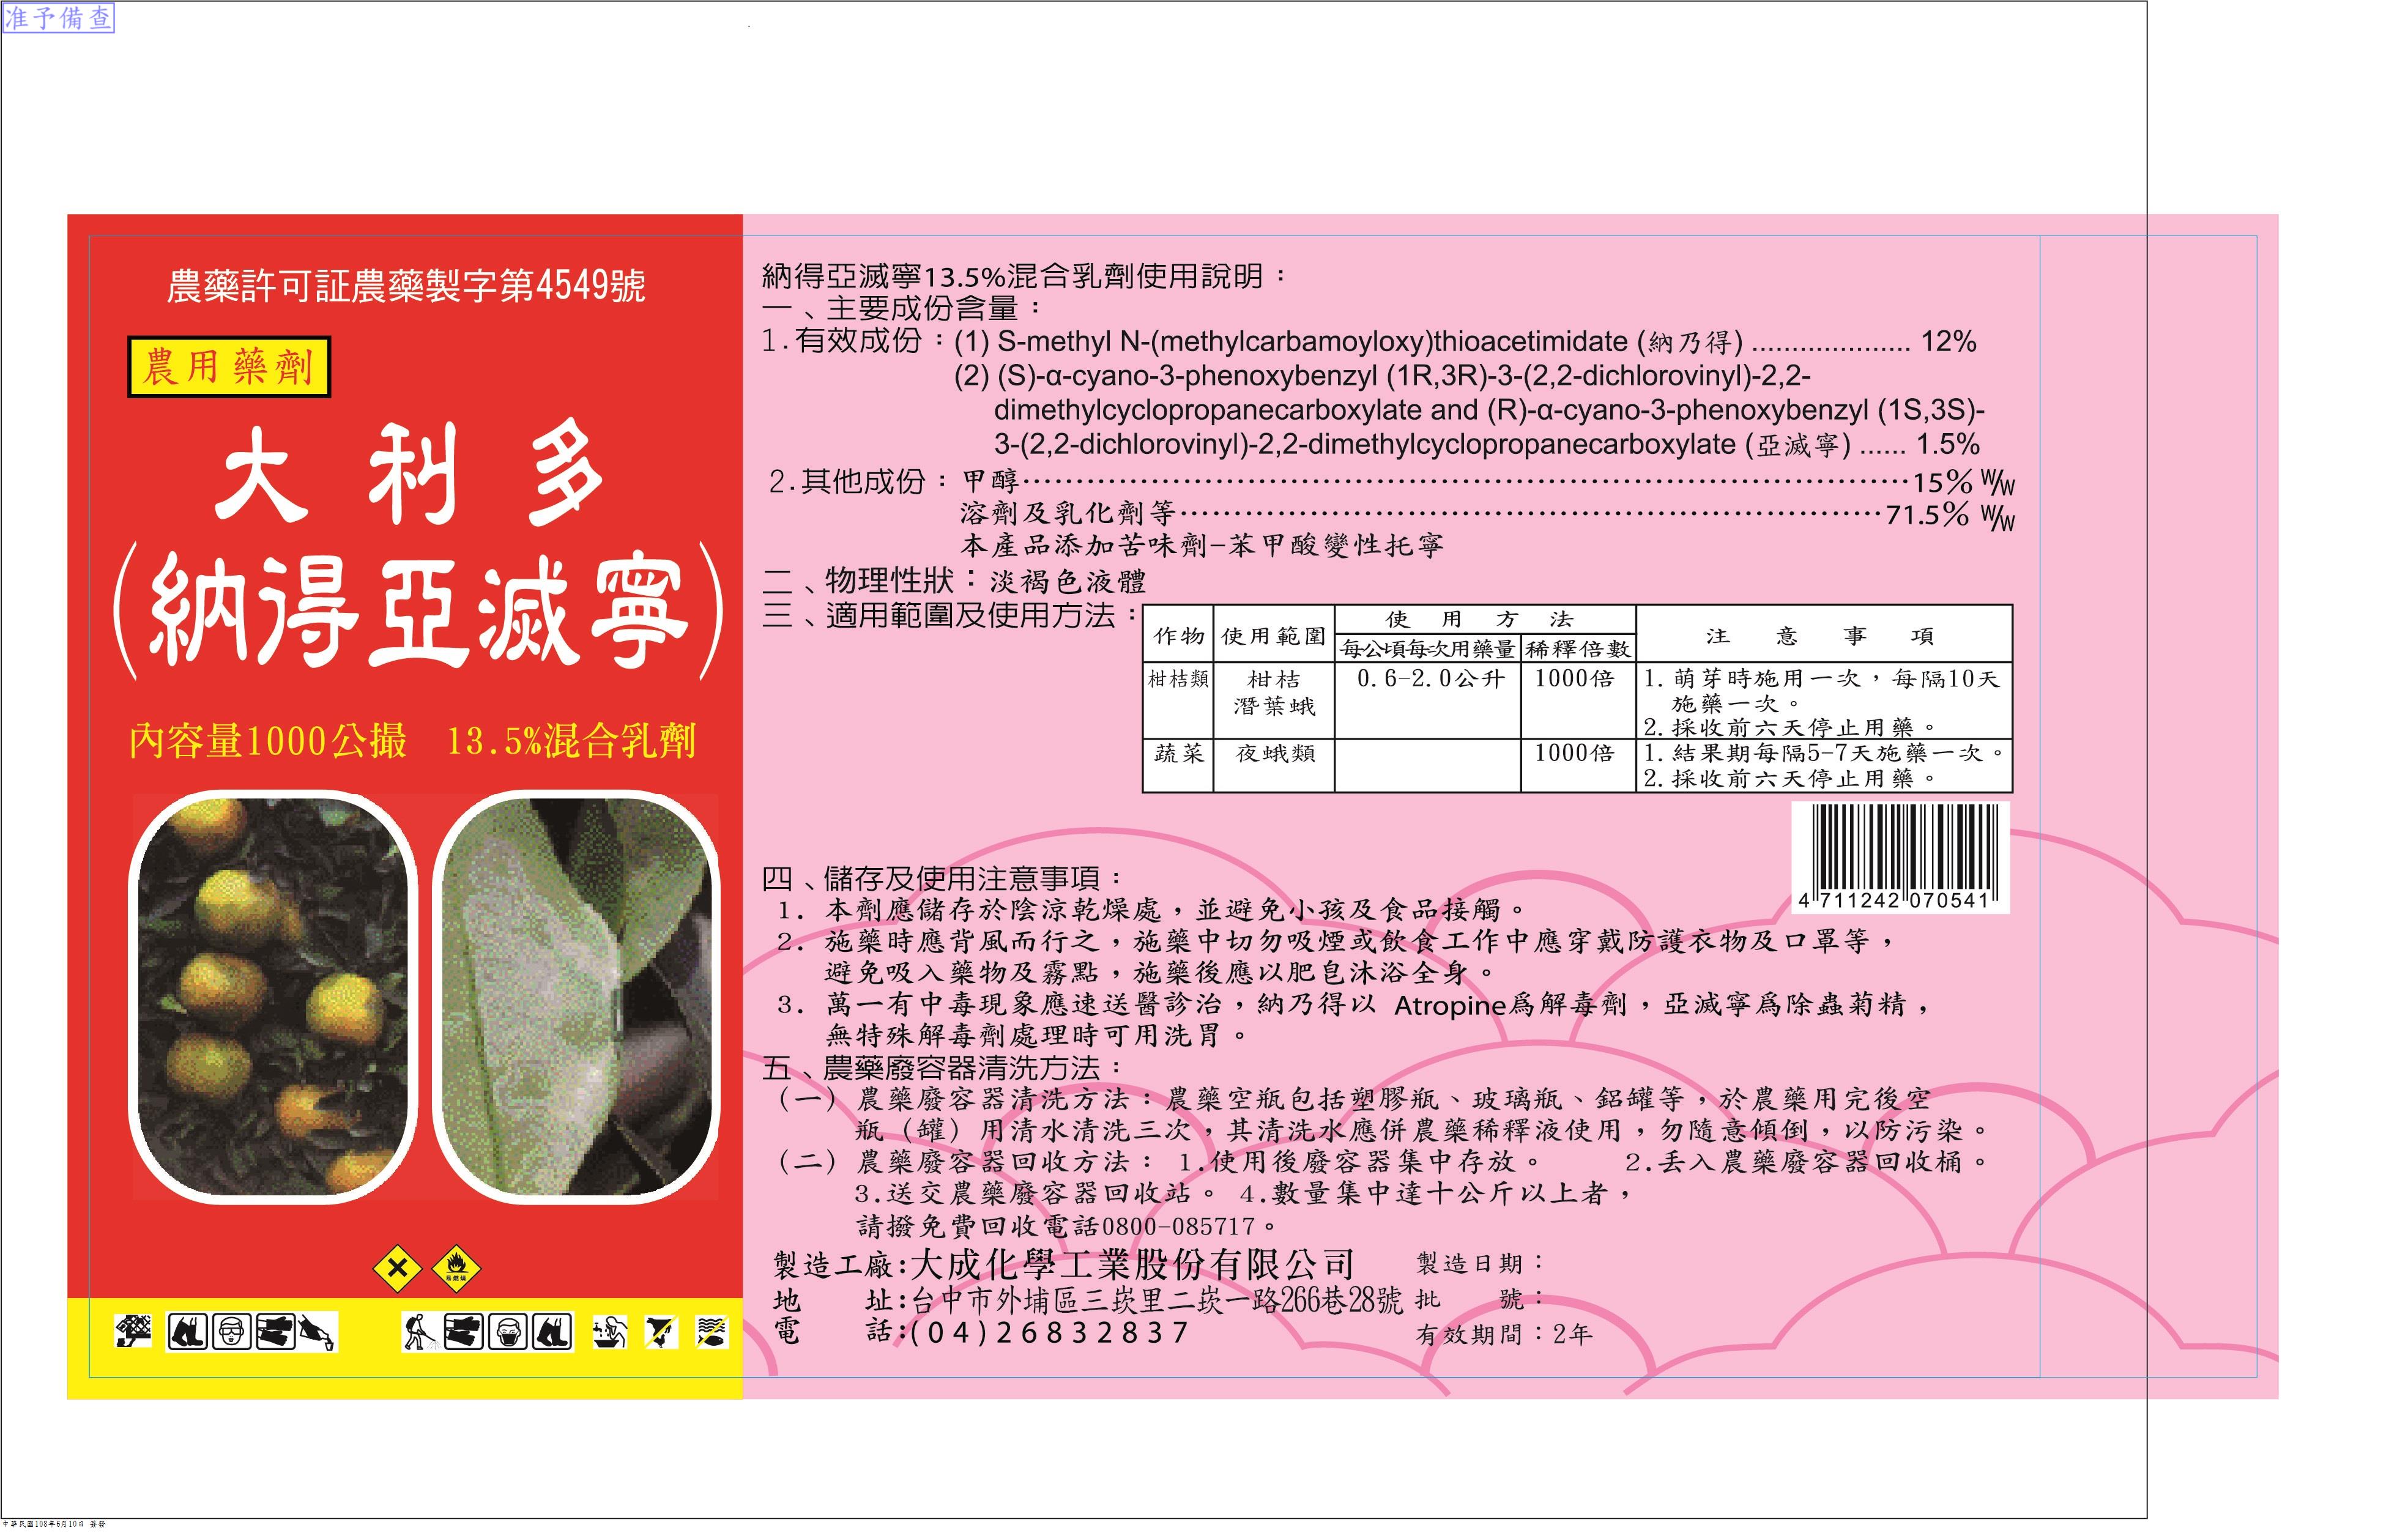 准予備查
農藥許可証農藥製字第4549號
農用藥劑
大利多
(納得亞滅寧)
內容量1000公撮 13.5%混合乳劑
易燃物
納得亞滅寧13.5%混合乳劑使用說明：
一、主要成份含量：
1.有效成份：(1) S-methyl N-(methylcarbamoyloxy)thioacetimidate (納乃得) .................... 12%
(2) (S)-α-cyano-3-phenoxybenzyl (1R,3R)-3-(2,2-dichlorovinyl)-2,2-
dimethylcyclopropanecarboxylate and (R)-α-cyano-3-phenoxybenzyl (1S,3S)-
3-(2,2-dichlorovinyl)-2,2-dimethylcyclopropanecarboxylate (亞滅寧) ...... 1.5%
2.其他成份：甲醇⋯⋯⋯⋯⋯⋯⋯⋯⋯⋯⋯⋯⋯⋯⋯⋯15% W/W
溶劑及乳化劑等⋯⋯⋯⋯⋯⋯⋯⋯⋯⋯⋯⋯⋯⋯71.5% W/W
本產品添加苦味劑-苯甲酸變性托寧
二、物理性狀：淡褐色液體
三、適用範圍及使用方法：
作物 使用範圍 使用方法 注意事項
每公頃每次用藥量 稀釋倍數
柑桔類 柑桔 0.6-2.0公升 1000倍 1.萌芽時施用一次，每隔10天
潛葉蛾 施藥一次。
2.採收前六天停止用藥。
蔬菜 夜蛾類 1000倍 1.結果期每隔5-7天施藥一次。
2.採收前六天停止用藥。
4 711242 070541
四、儲存及使用注意事項：
1. 本劑應儲存於陰涼乾燥處，並避免小孩及食品接觸。
2. 施藥時應背風而行之，施藥中切勿吸煙或飲食工作中應穿戴防護衣物及口罩等，
避免吸入藥物及霧點，施藥後應以肥皂沐浴全身。
3. 萬一有中毒現象應速送醫診治，納乃得以 Atropine為解毒劑，亞滅寧為除蟲菊精，
無特殊解毒劑處理時可用洗胃。
五、農藥廢容器清洗方法：
(一) 農藥廢容器清洗方法：農藥空瓶包括塑膠瓶、玻璃瓶、鋁罐等，於農藥用完後空
瓶（罐）用清水清洗三次，其清洗水應併農藥稀釋液使用，勿隨意傾倒，以防污染。
(二) 農藥廢容器回收方法： 1.使用後廢容器集中存放。 2.丟入農藥廢容器回收桶。
3.送交農藥廢容器回收站。 4.數量集中達十公斤以上者，
請撥免費回收電話0800-085717。
製造工廠:大成化學工業股份有限公司 製造日期：
地 址:台中市外埔區三崁里二崁一路266巷28號 批 號：
電 話:(04)26832837 有效期間：2年
中華民國108年6月10日 簽發